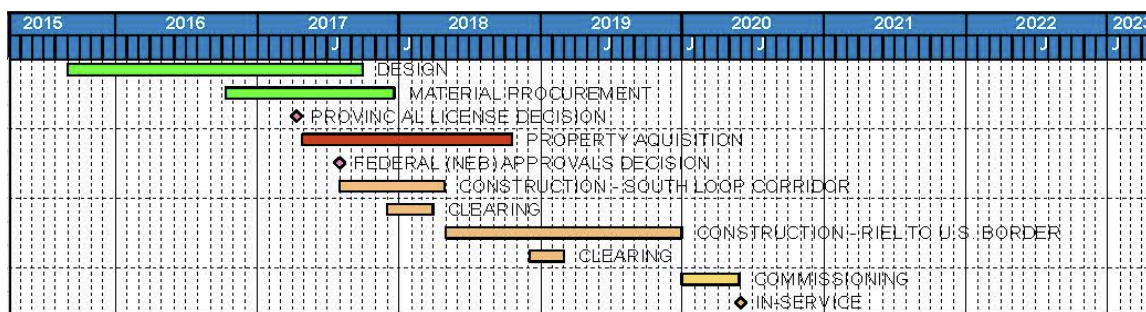 2015 2016 2017 2018 2019 2020 2021 2022 2023
J J J J J J J
DESIGN
MATERIAL PROCUREMENT
PROVINCIAL LICENSE DECISION
PROPERTY AQUISITION
FEDERAL (NEB) APPROVALS DECISION
CONSTRUCTION - SOUTH LOOP CORRIDOR
CLEARING
CONSTRUCTION - RIEL TO U.S. BORDER
CLEARING
COMMISSIONING
IN-SERVICE